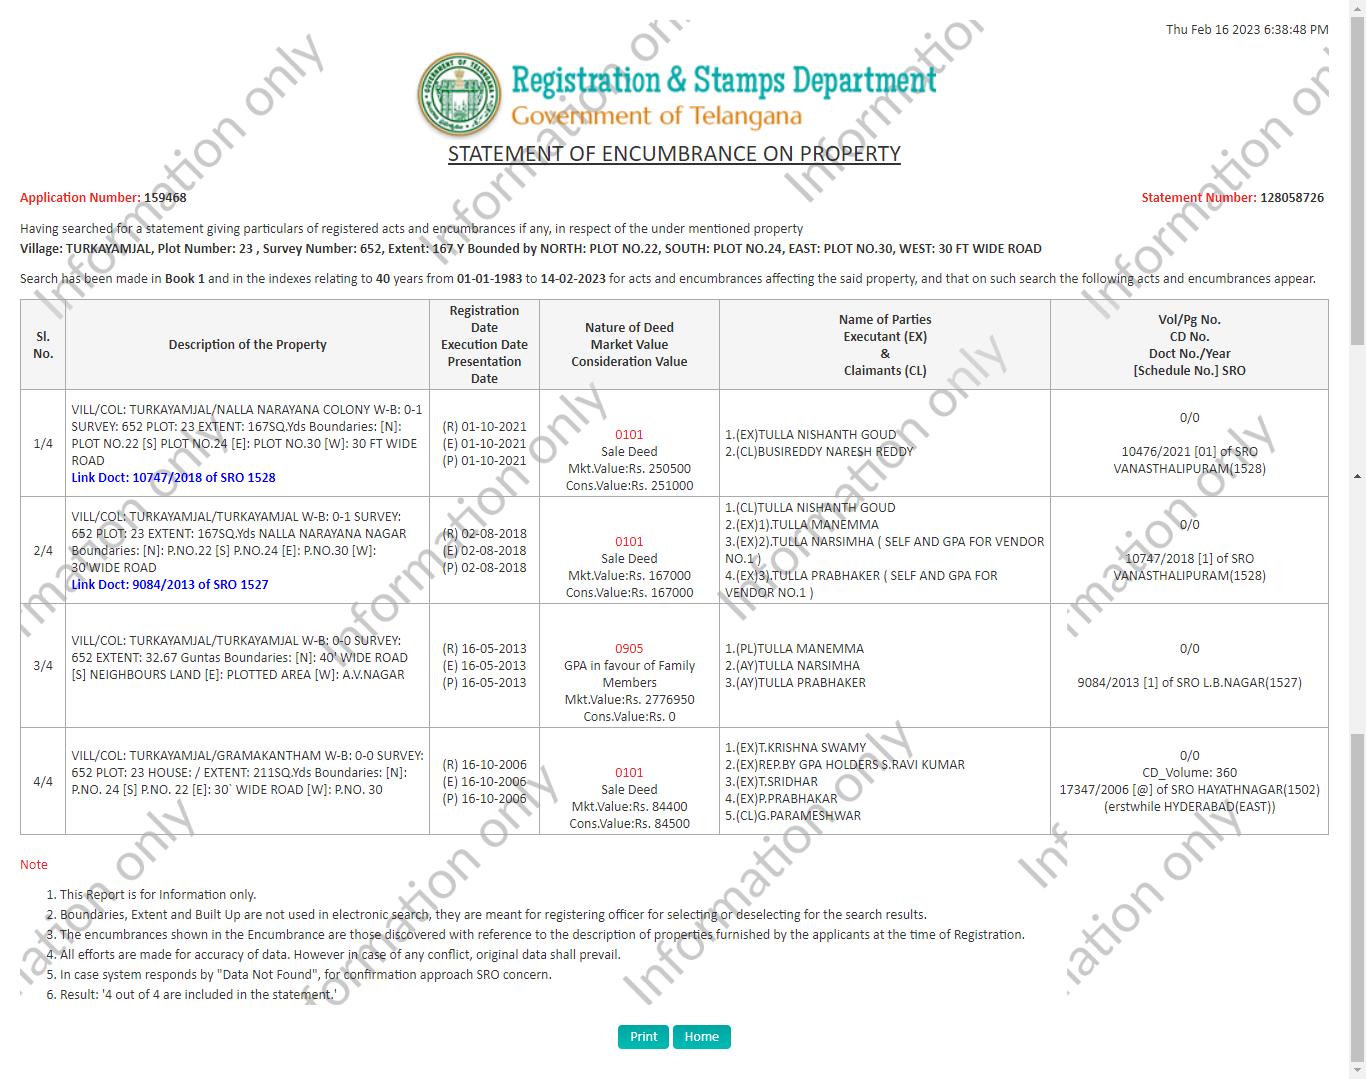 Thu Feb 16 2023 6:38:48 PM
Registration & Stamps Department
Government of Telangana
STATEMENT OF ENCUMBRANCE ON PROPERTY
Application Number: 159468
Statement Number: 128058726
Having searched for a statement giving particulars of registered acts and encumbrances if any, in respect of the under mentioned property
Village: TURKAYAMJAL, Plot Number: 23 , Survey Number: 652, Extent: 167 Y Bounded by NORTH: PLOT NO.22, SOUTH: PLOT NO.24, EAST: PLOT NO.30, WEST: 30 FT WIDE ROAD
Search has been made in Book 1 and in the indexes relating to 40 years from 01-01-1983 to 14-02-2023 for acts and encumbrances affecting the said property, and that on such search the following acts and encumbrances appear.
Sl.
No.
Description of the Property
Registration
Date
Execution Date
Presentation
Date
Nature of Deed
Market Value
Consideration Value
Name of Parties
Executant (EX)
&
Claimants (CL)
Vol/Pg No.
CD No.
Doct No./Year
[Schedule No.] SRO
1/4
VILL/COL: TURKAYAMJAL/NALLA NARAYANA COLONY W-B: 0-1
SURVEY: 652 PLOT: 23 EXTENT: 167SQ.Yds Boundaries: [N]:
PLOT NO.22 [S] PLOT NO.24 [E]: PLOT NO.30 [W]: 30 FT WIDE
ROAD
Link Doct: 10747/2018 of SRO 1528
(R) 01-10-2021
(E) 01-10-2021
(P) 01-10-2021
0101
Sale Deed
Mkt.Value:Rs. 250500
Cons.Value:Rs. 251000
1.(EX)TULLA NISHANTH GOUD
2.(CL)BUSIREDDY NARESH REDDY
0/0
10476/2021 [01] of SRO
VANASTHALIPURAM(1528)
2/4
VILL/COL: TURKAYAMJAL/TURKAYAMJAL W-B: 0-1 SURVEY:
652 PLOT: 23 EXTENT: 167SQ.Yds NALLA NARAYANA NAGAR
Boundaries: [N]: P.NO.22 [S] P.NO.24 [E]: P.NO.30 [W]:
30'WIDE ROAD
Link Doct: 9084/2013 of SRO 1527
(R) 02-08-2018
(E) 02-08-2018
(P) 02-08-2018
0101
Sale Deed
Mkt.Value:Rs. 167000
Cons.Value:Rs. 167000
1.(CL)TULLA NISHANTH GOUD
2.(EX)1).TULLA MANEMMA
3.(EX)2).TULLA NARSIMHA ( SELF AND GPA FOR VENDOR
NO.1 )
4.(EX)3).TULLA PRABHAKER ( SELF AND GPA FOR
VENDOR NO.1 )
0/0
10747/2018 [1] of SRO
VANASTHALIPURAM(1528)
3/4
VILL/COL: TURKAYAMJAL/TURKAYAMJAL W-B: 0-0 SURVEY:
652 EXTENT: 32.67 Guntas Boundaries: [N]: 40' WIDE ROAD
[S] NEIGHBOURS LAND [E]: PLOTTED AREA [W]: A.V.NAGAR
(R) 16-05-2013
(E) 16-05-2013
(P) 16-05-2013
0905
GPA in favour of Family
Members
Mkt.Value:Rs. 2776950
Cons.Value:Rs. 0
1.(PL)TULLA MANEMMA
2.(AY)TULLA NARSIMHA
3.(AY)TULLA PRABHAKER
0/0
9084/2013 [1] of SRO L.B.NAGAR(1527)
4/4
VILL/COL: TURKAYAMJAL/GRAMAKANTHAM W-B: 0-0 SURVEY:
652 PLOT: 23 HOUSE: / EXTENT: 211SQ.Yds Boundaries: [N]:
P.NO. 24 [S] P.NO. 22 [E]: 30` WIDE ROAD [W]: P.NO. 30
(R) 16-10-2006
(E) 16-10-2006
(P) 16-10-2006
0101
Sale Deed
Mkt.Value:Rs. 84400
Cons.Value:Rs. 84500
1.(EX)T.KRISHNA SWAMY
2.(EX)REP.BY GPA HOLDERS S.RAVI KUMAR
3.(EX)T.SRIDHAR
4.(EX)P.PRABHAKAR
5.(CL)G.PARAMESHWAR
0/0
CD_Volume: 360
17347/2006 [@] of SRO HAYATHNAGAR(1502)
(erstwhile HYDERABAD(EAST))
Note
1. This Report is for Information only.
2. Boundaries, Extent and Built Up are not used in electronic search, they are meant for registering officer for selecting or deselecting for the search results.
3. The encumbrances shown in the Encumbrance are those discovered with reference to the description of properties furnished by the applicants at the time of Registration.
4. All efforts are made for accuracy of data. However in case of any conflict, original data shall prevail.
5. In case system responds by "Data Not Found", for confirmation approach SRO concern.
6. Result: '4 out of 4 are included in the statement.'
Print
Home
Information only